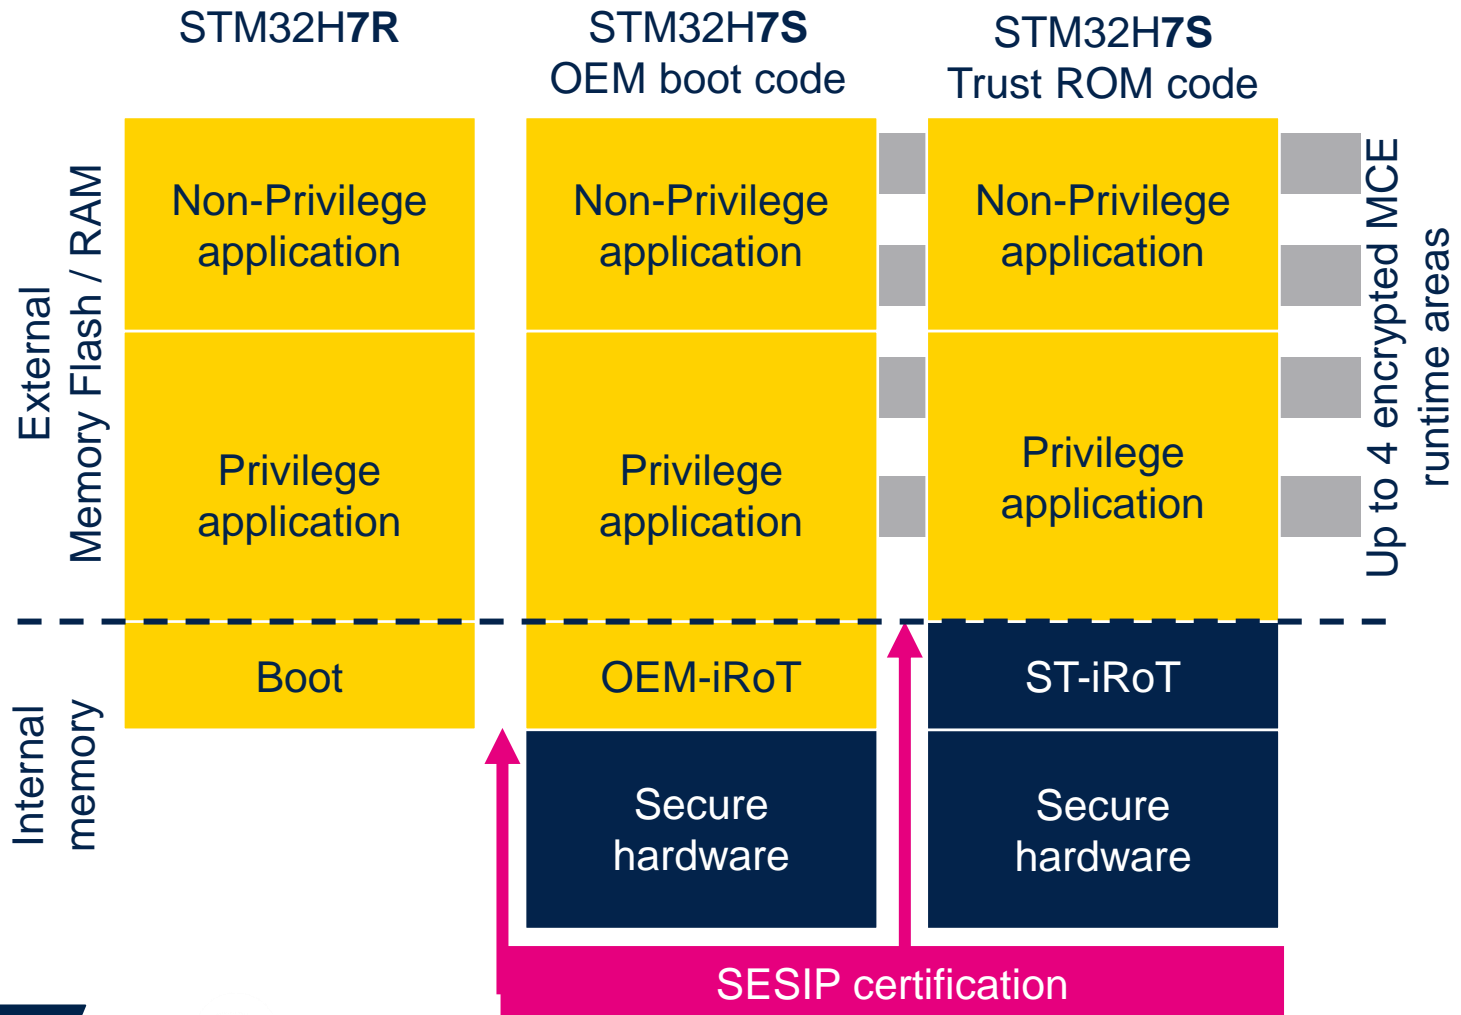 STM32H7R
STM32H7S
OEM boot code
STM32H7S
Trust ROM code
External
Memory Flash / RAM
Non-Privilege
application
Non-Privilege
application
Non-Privilege
application
Up to 4 encrypted MCE
runtime areas
Privilege
application
Privilege
application
Privilege
application
Internal
memory
Boot
OEM-iRoT
ST-iRoT
Secure
hardware
Secure
hardware
SESIP certification